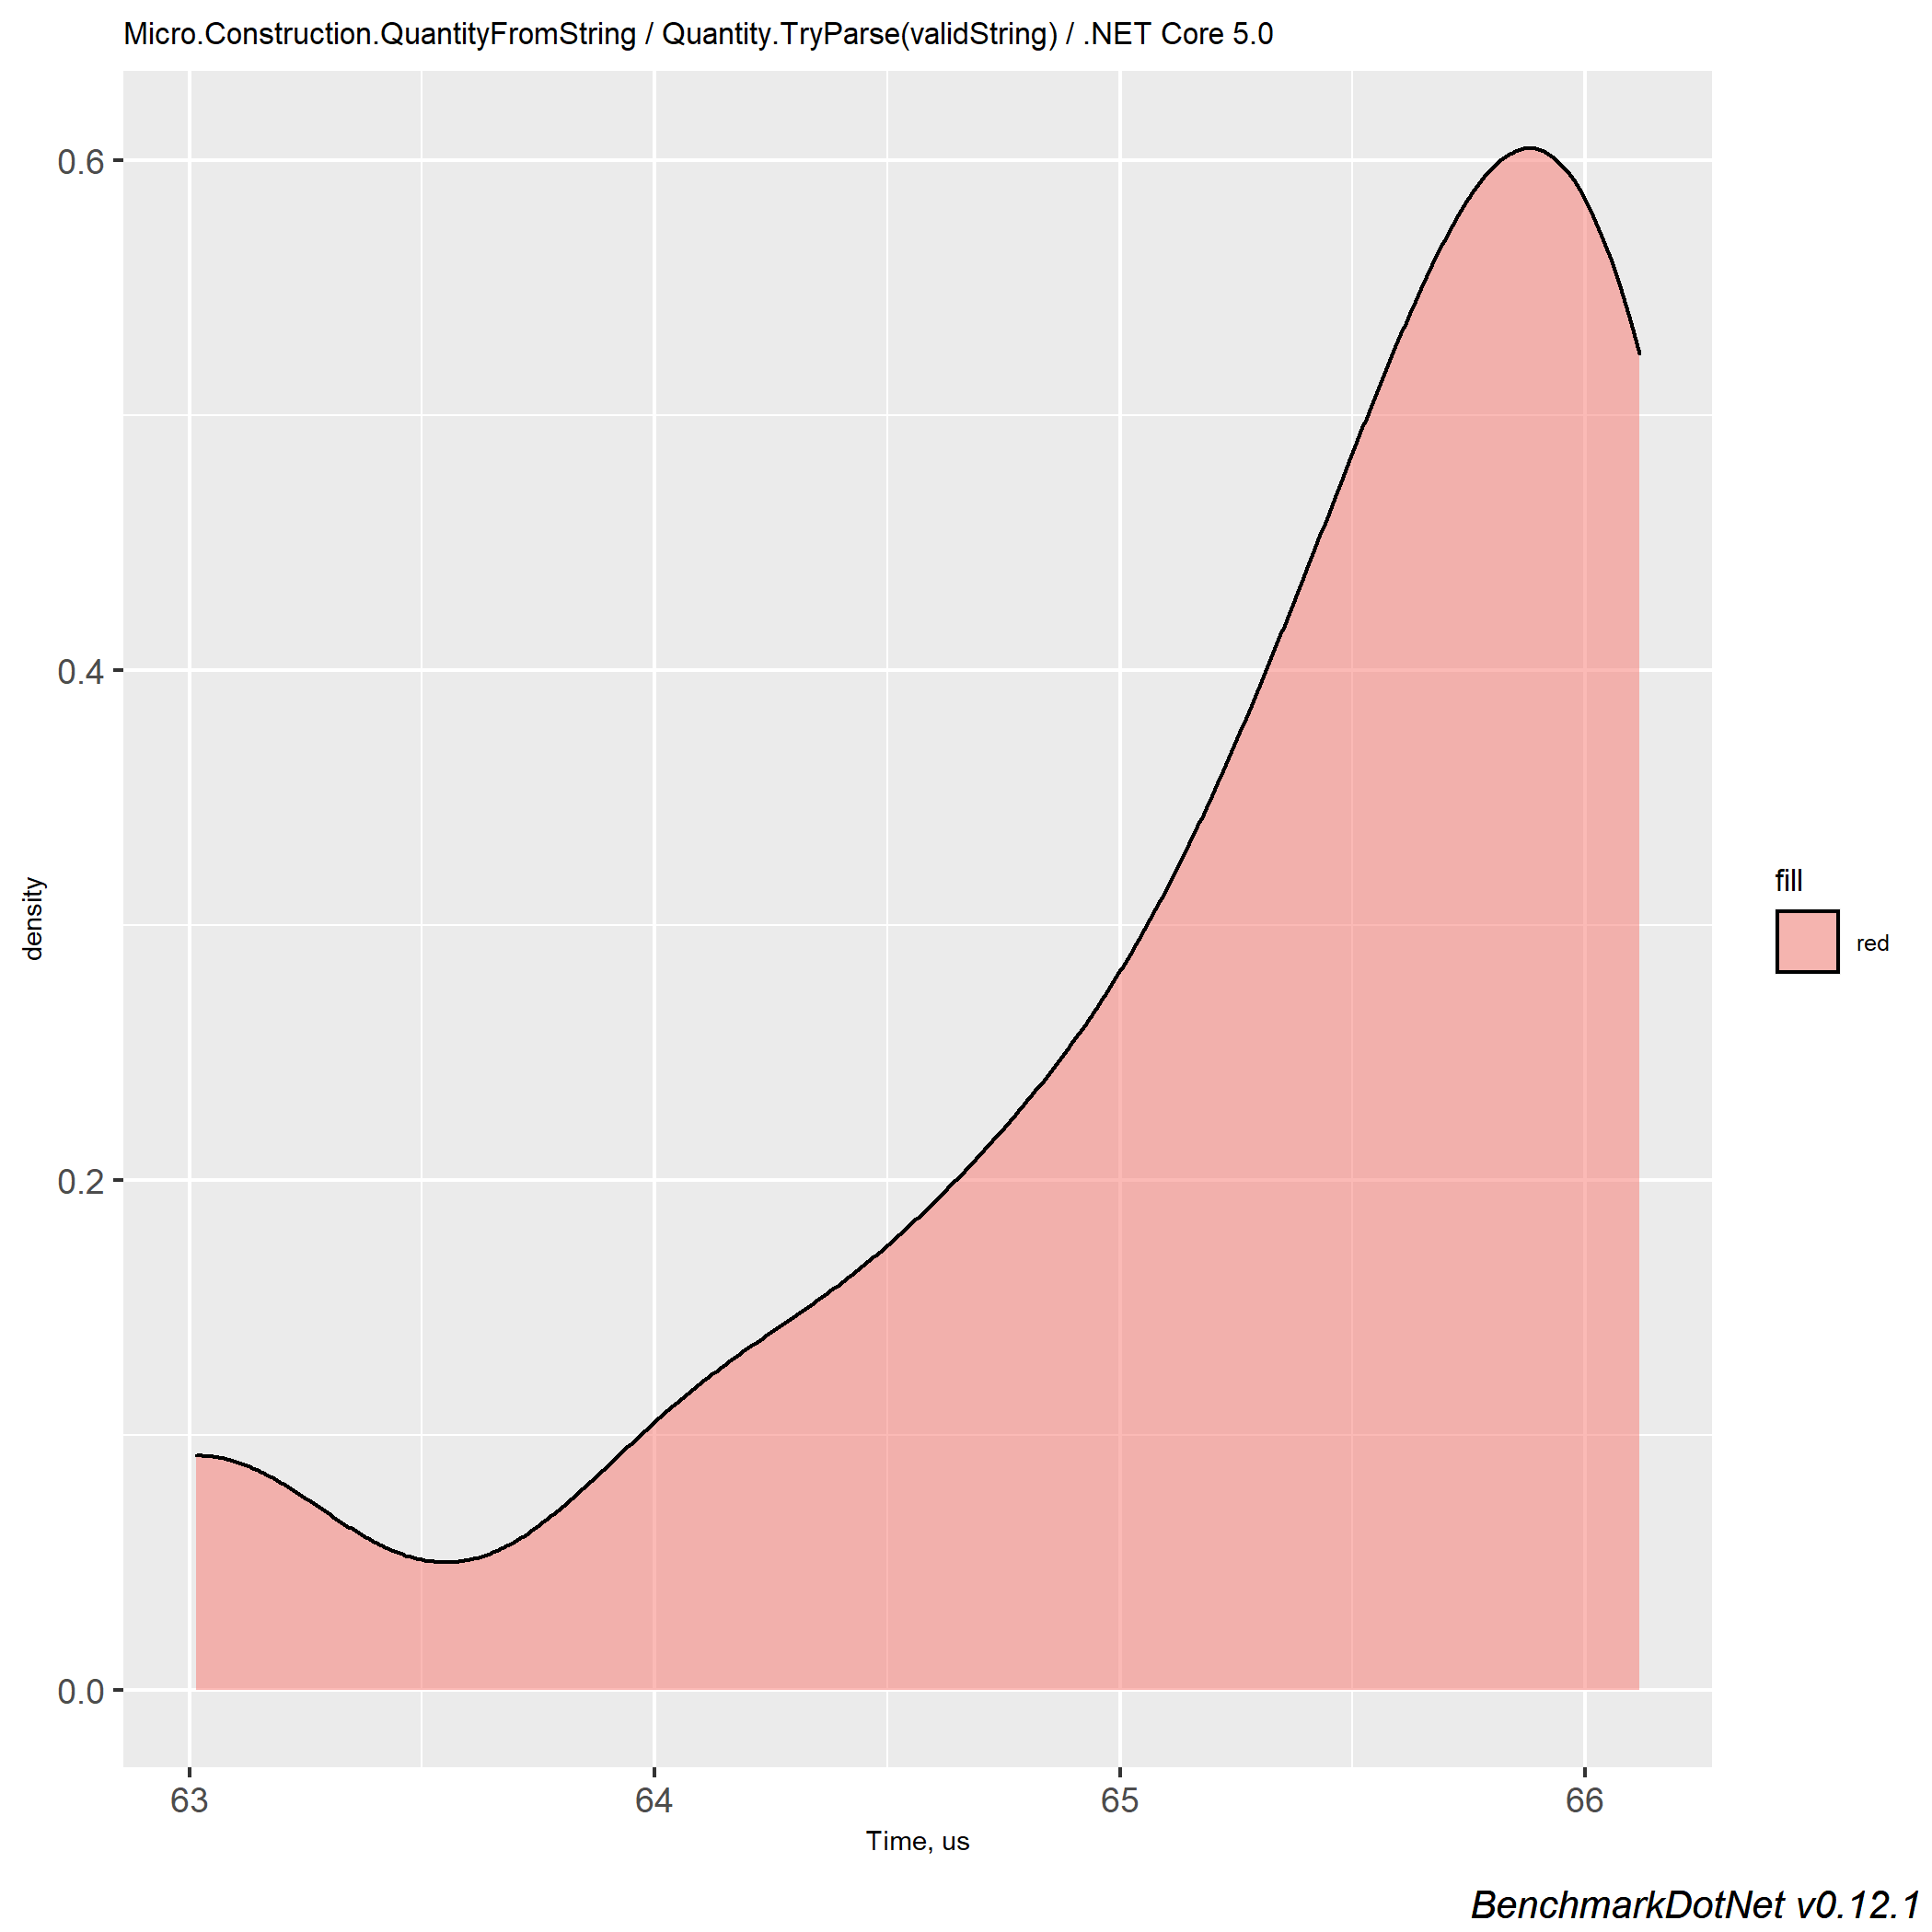 Micro.Construction.QuantityFromString / Quantity.TryParse(validString) / .NET Core 5.0
0.6
0.4
0.2
0.0
density
63 64 65 66
Time, us
fill
red
BenchmarkDotNet v0.12.1